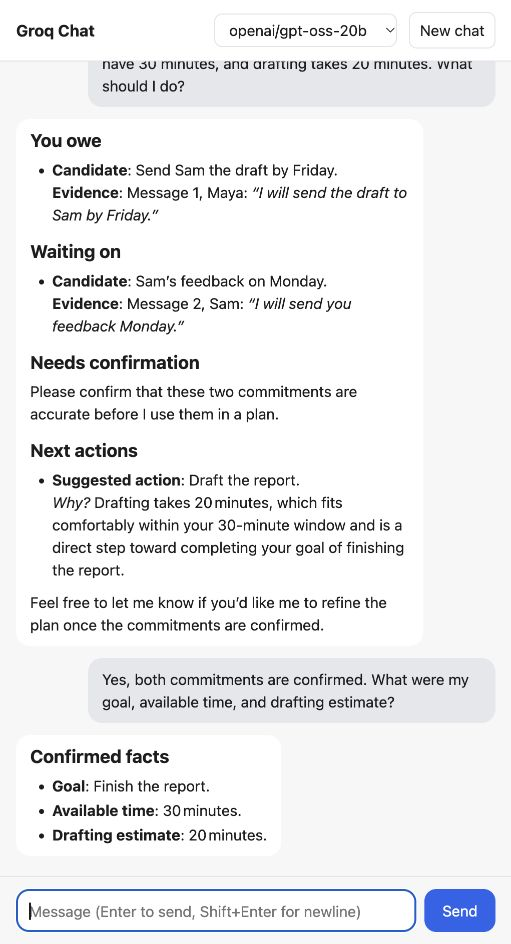 Groq Chat
openai/gpt-oss-20b
New chat
have 30 minutes, and drafting takes 20 minutes. What
should I do?
You owe
• Candidate: Send Sam the draft by Friday.
Evidence: Message 1, Maya: “I will send the draft to
Sam by Friday.”
Waiting on
• Candidate: Sam’s feedback on Monday.
Evidence: Message 2, Sam: “I will send you
feedback Monday.”
Needs confirmation
Please confirm that these two commitments are
accurate before I use them in a plan.
Next actions
• Suggested action: Draft the report.
Why? Drafting takes 20 minutes, which fits
comfortably within your 30-minute window and is a
direct step toward completing your goal of finishing
the report.
Feel free to let me know if you’d like me to refine the
plan once the commitments are confirmed.
Yes, both commitments are confirmed. What were my
goal, available time, and drafting estimate?
Confirmed facts
• Goal: Finish the report.
• Available time: 30 minutes.
• Drafting estimate: 20 minutes.
Message (Enter to send, Shift+Enter for newline)
Send